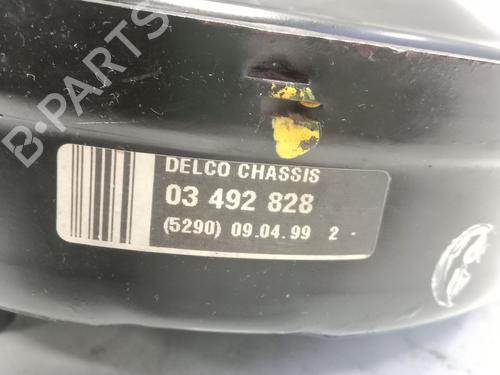 B-PARTS
DELCO CHASSIS
03 492 828
(5290) 09.04.99 2 -